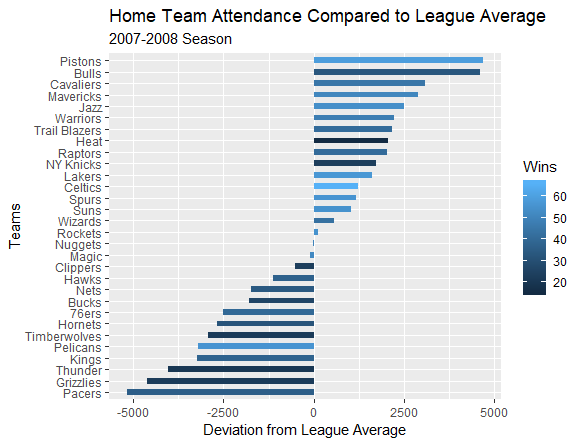 Home Team Attendance Compared to League Average
2007-2008 Season
Teams
Pistons
Bulls
Cavaliers
Mavericks
Jazz
Warriors
Trail Blazers
Heat
Raptors
NY Knicks
Lakers
Celtics
Spurs
Suns
Wizards
Rockets
Nuggets
Magic
Clippers
Hawks
Nets
Bucks
76ers
Hornets
Timberwolves
Pelicans
Kings
Thunder
Grizzlies
Pacers
-5000 -2500 0 2500 5000
Deviation from League Average
Wins
60
50
40
30
20